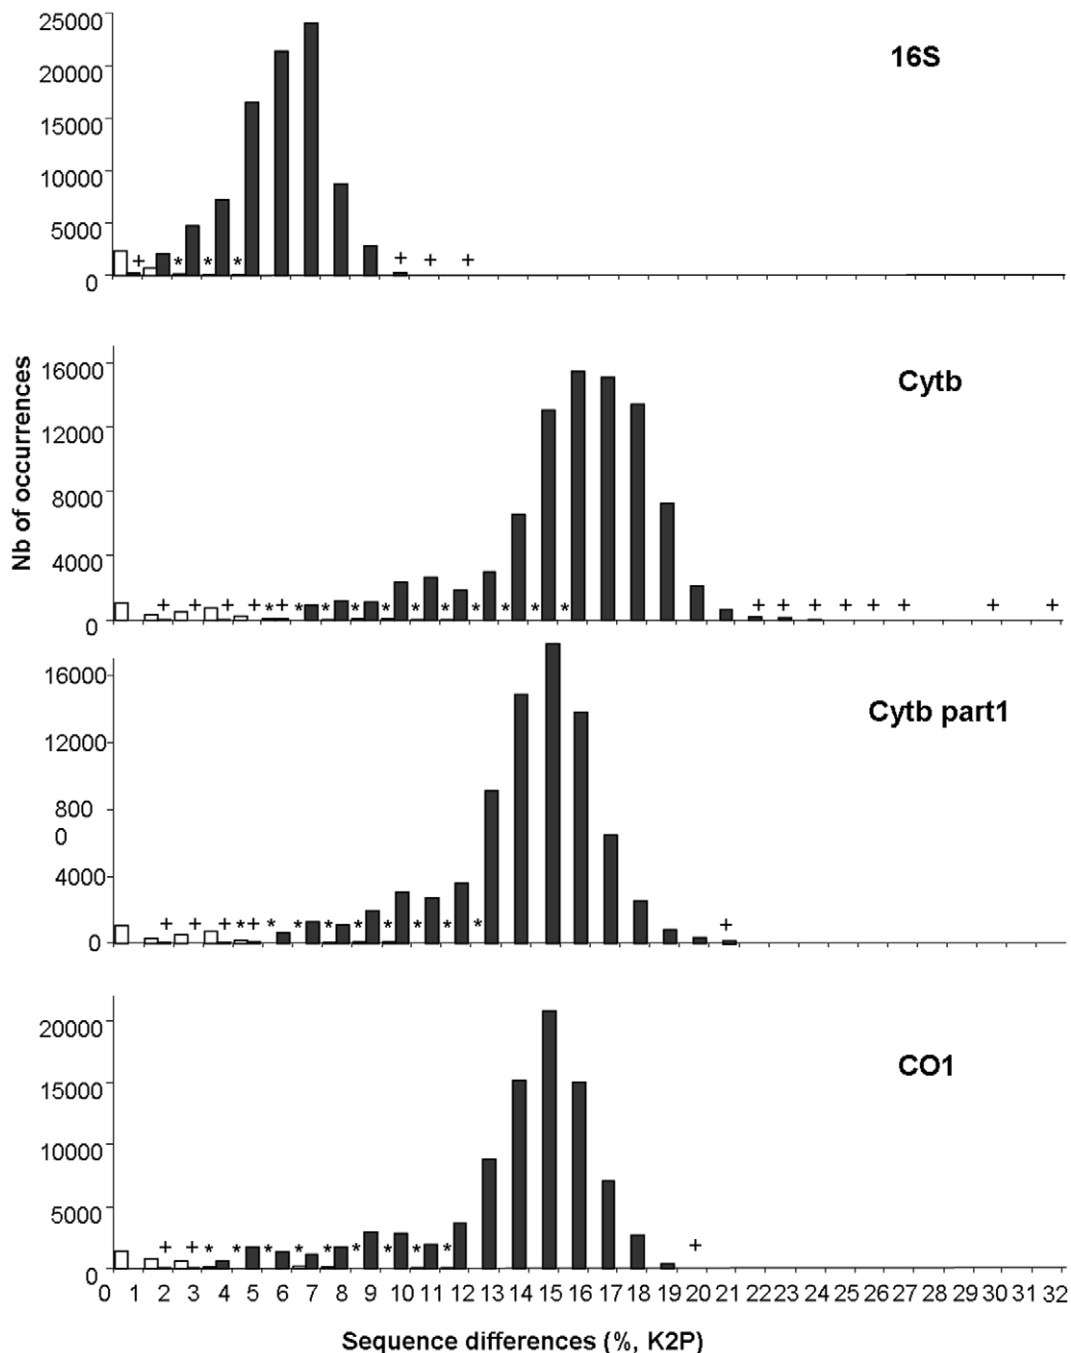 25000
20000
16S
15000
10000
5000
+ * * * + + +
0
Nb of occurrences
16000
Cytb
12000
8000
4000
+ + + + * + * * * * * * * * * * + + + + + + + +
0
16000
Cytb part1
12000
800
0
4000
+ + + * + * * * * * * * * +
0
20000
CO1
15000
10000
5000
+ + * * * * * * * * * +
0
0 1 2 3 4 5 6 7 8 9 10 11 12 13 14 15 16 17 18 19 20 21 22 23 24 25 26 27 28 29 30 31 32
Sequence differences (%, K2P)